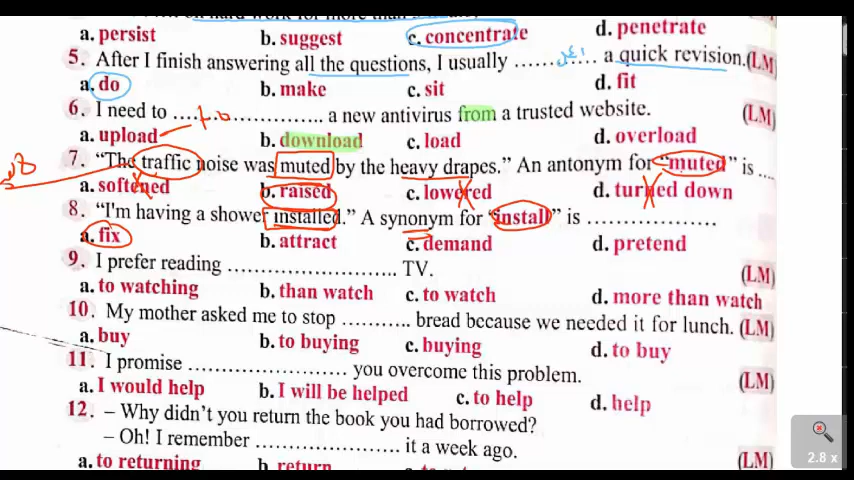 a. persist b. suggest c. concentrate d. penetrate
5. After I finish answering all the questions, I usually ............... a quick revision. (LM)
a. do b. make c. sit d. fit
6. I need to ........................ a new antivirus from a trusted website. (LM)
a. upload to b. download c. load d. overload
7. "The traffic noise was muted by the heavy drapes." An antonym for "muted" is ....
a. softened b. raised c. lowered d. turned down
8. "I'm having a shower installed." A synonym for "install" is ....................
a. fix b. attract c. demand d. pretend
9. I prefer reading ........................... TV. (LM)
a. to watching b. than watch c. to watch d. more than watch
10. My mother asked me to stop ........... bread because we needed it for lunch. (LM)
a. buy b. to buying c. buying d. to buy
11. I promise ......................... you overcome this problem. (LM)
a. I would help b. I will be helped c. to help d. help
12. – Why didn't you return the book you had borrowed?
– Oh! I remember ....................... it a week ago. (LM)
a. to returning b. return
2.8 x